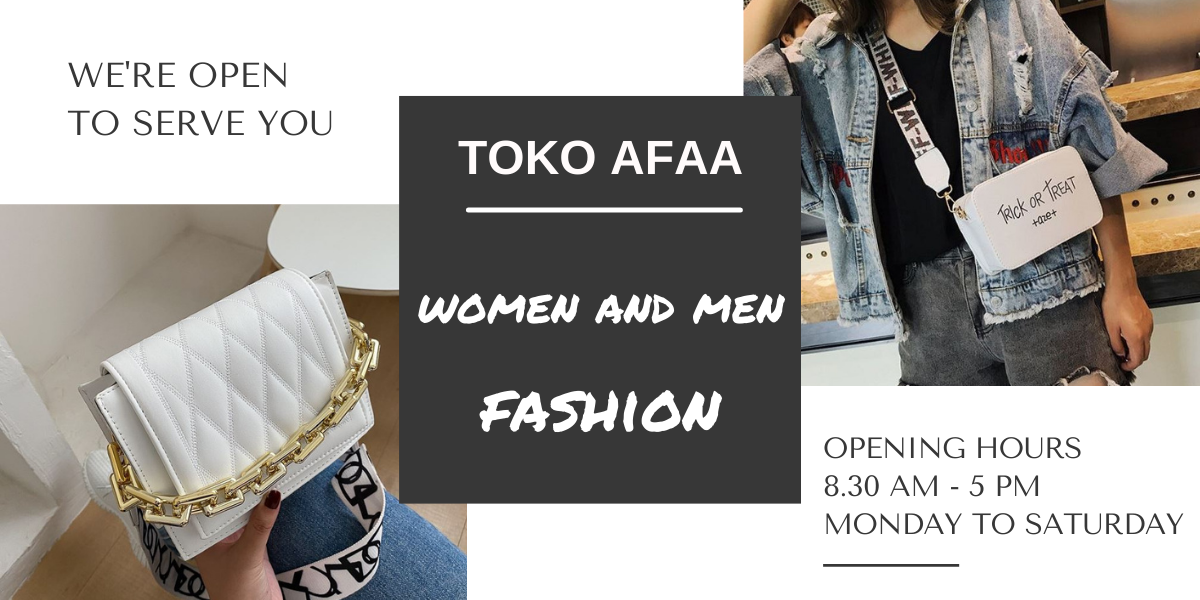 WE'RE OPEN
TO SERVE YOU
TOKO AFAA
WOMEN AND MEN
FASHION
TRICK OR TREAT
OPENING HOURS
8.30 AM - 5 PM
MONDAY TO SATURDAY